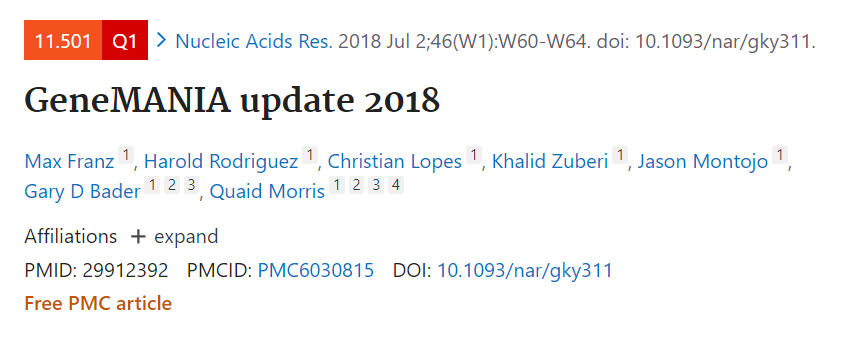 11.501 Q1 > Nucleic Acids Res. 2018 Jul 2;46(W1):W60-W64. doi: 10.1093/nar/gky311.
GeneMANIA update 2018
Max Franz 1, Harold Rodriguez 1, Christian Lopes 1, Khalid Zuberi 1, Jason Montojo 1,
Gary D Bader 1 2 3, Quaid Morris 1 2 3 4
Affiliations + expand
PMID: 29912392 PMCID: PMC6030815 DOI: 10.1093/nar/gky311
Free PMC article